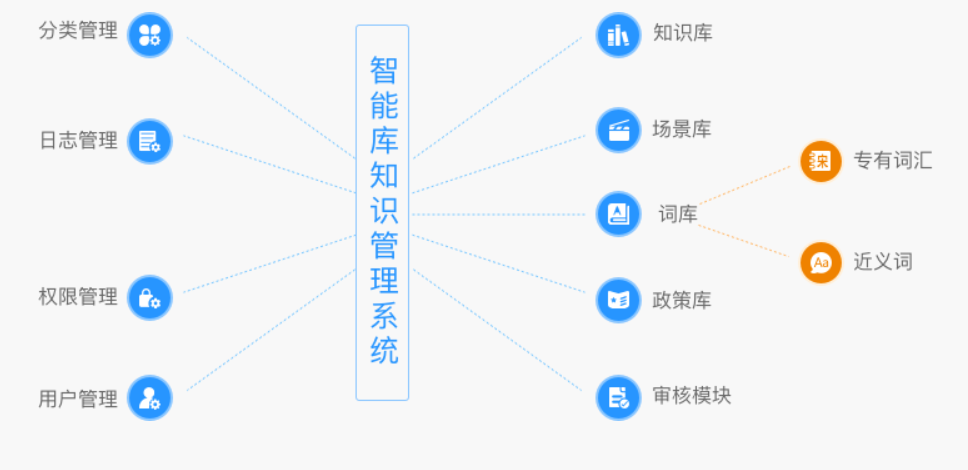 分类管理
日志管理
权限管理
用户管理
智能库知识管理系统
知识库
场景库
词库
政策库
审核模块
专有词汇
近义词
Aa